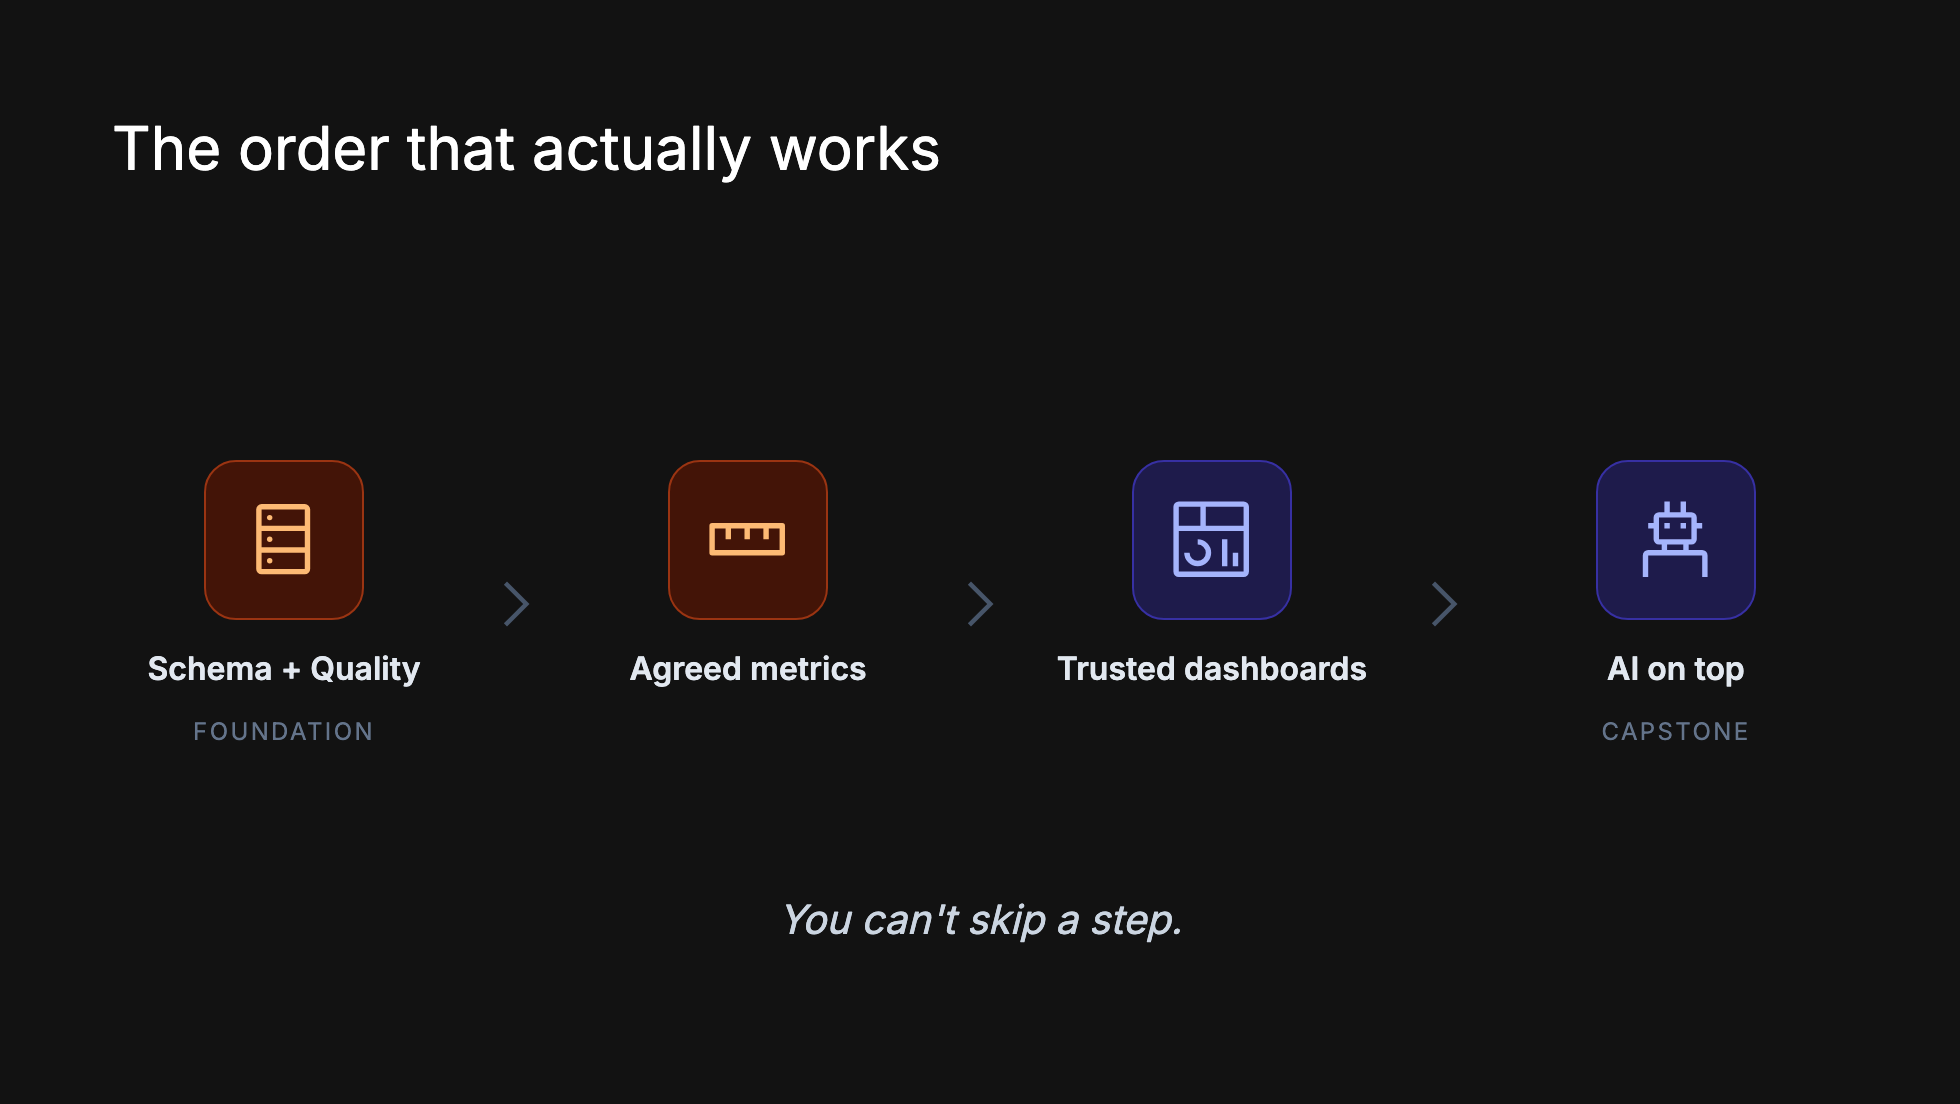 The order that actually works
Schema + Quality
FOUNDATION
Agreed metrics
Trusted dashboards
AI on top
CAPSTONE
You can't skip a step.